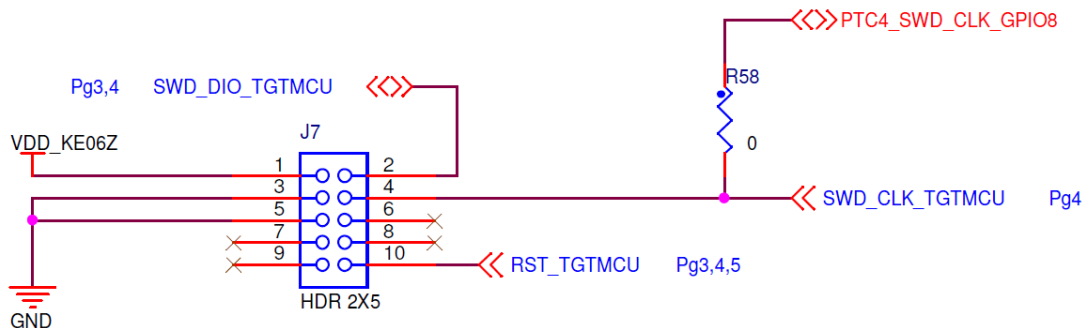 PTC4_SWD_CLK_GPIO8
R58
0
Pg3,4 SWD_DIO_TGTMCU
J7
VDD_KE06Z
1 2
3 4
5 6
7 8
9 10
SWD_CLK_TGTMCU Pg4
RST_TGTMCU Pg3,4,5
HDR 2X5
GND